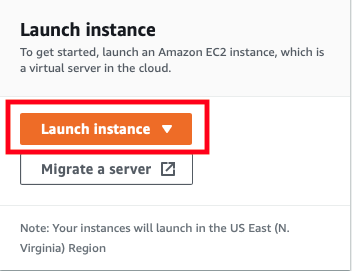 Launch instance
To get started, launch an Amazon EC2 instance, which is
a virtual server in the cloud.
Launch instance
Migrate a server
Note: Your instances will launch in the US East (N.
Virginia) Region